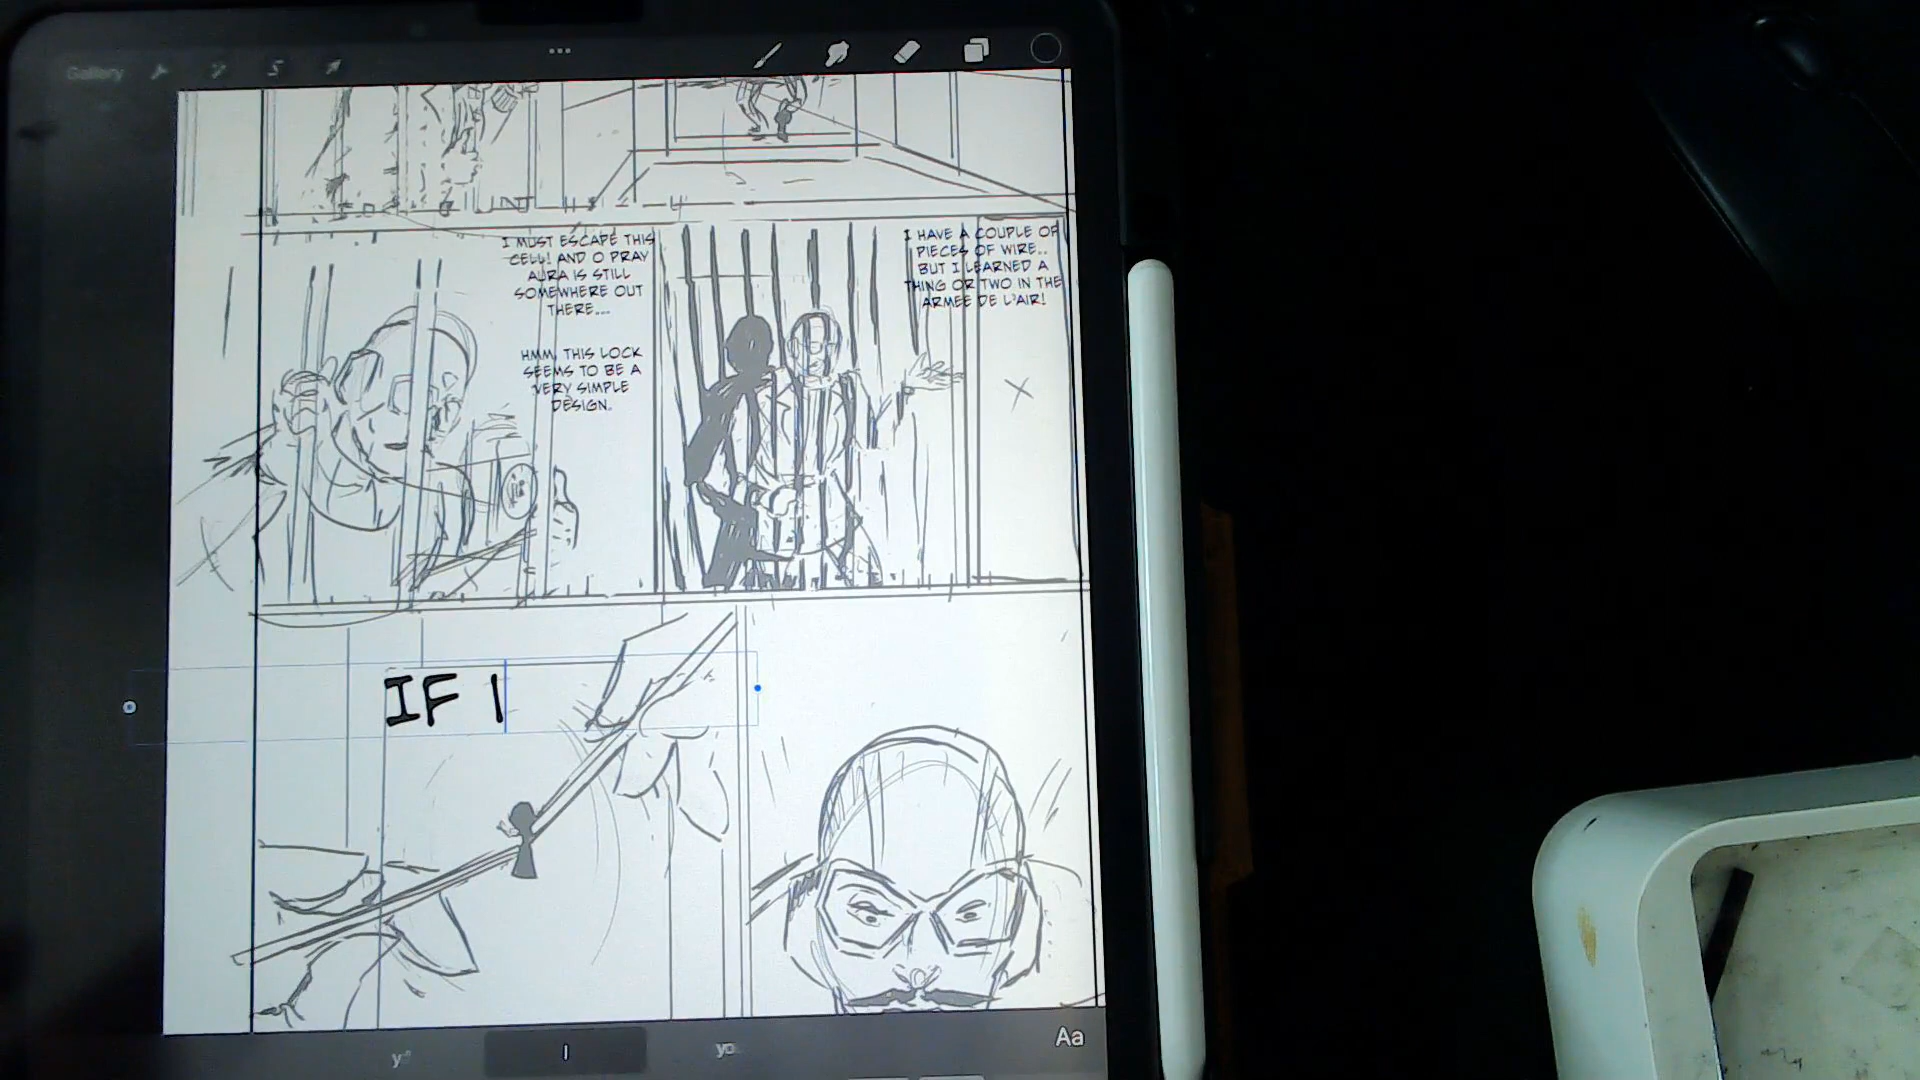 Gallery
I MUST ESCAPE THIS
CELL! AND O PRAY
AURA IS STILL
SOMEWHERE OUT
THERE...
HMM, THIS LOCK
SEEMS TO BE A
VERY SIMPLE
DESIGN.
I HAVE A COUPLE OF
PIECES OF WIRE..
BUT I LEARNED A
THING OR TWO IN THE
ARMEE DE L'AIR!
IF I
I
Aa